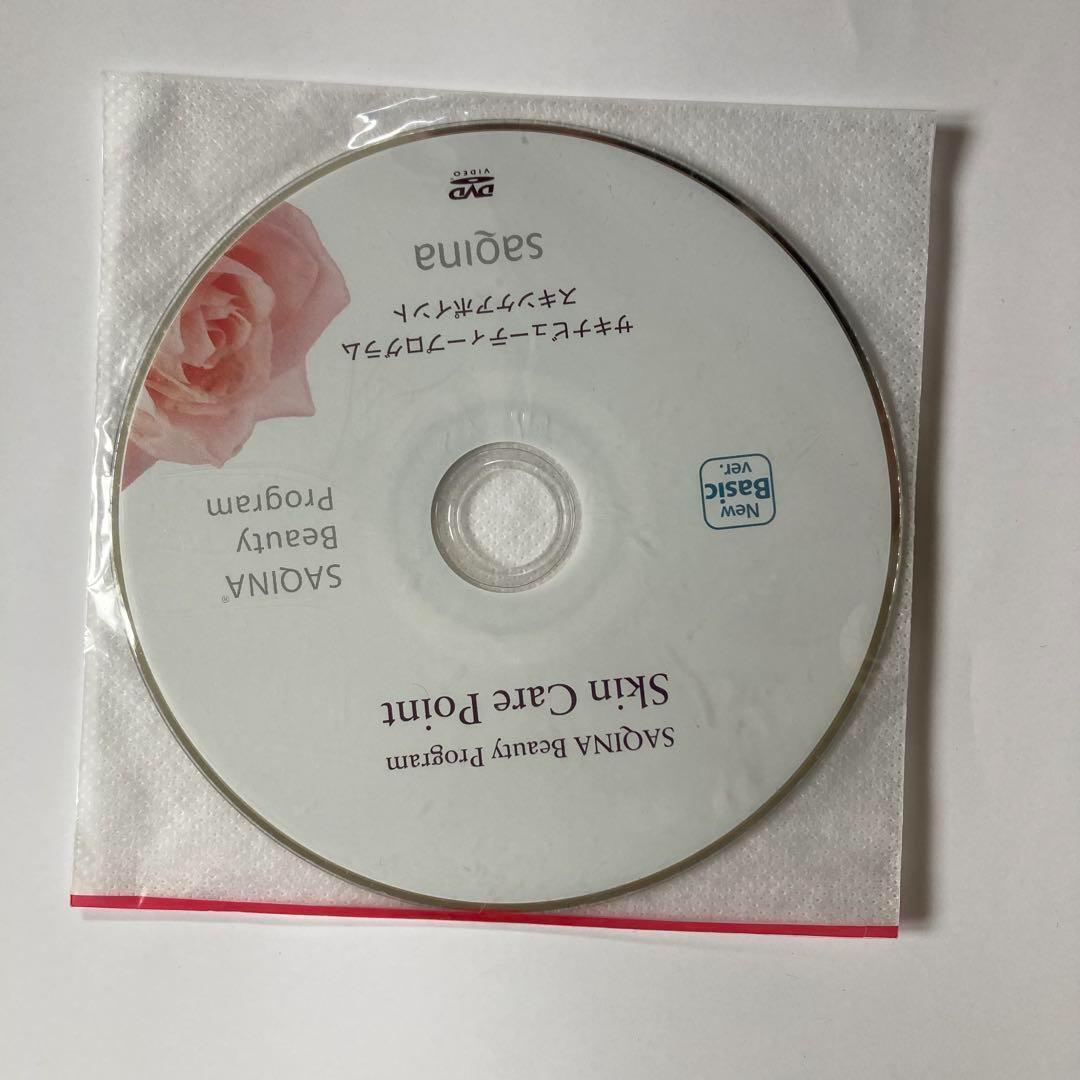 SAQINA Beauty Program
Skin Care Point
New
Basic
ver.
SAQINA®
Beauty
Program
サキナビューティープログラム
スキンケアポイント
saqina
DVD
VIDEO